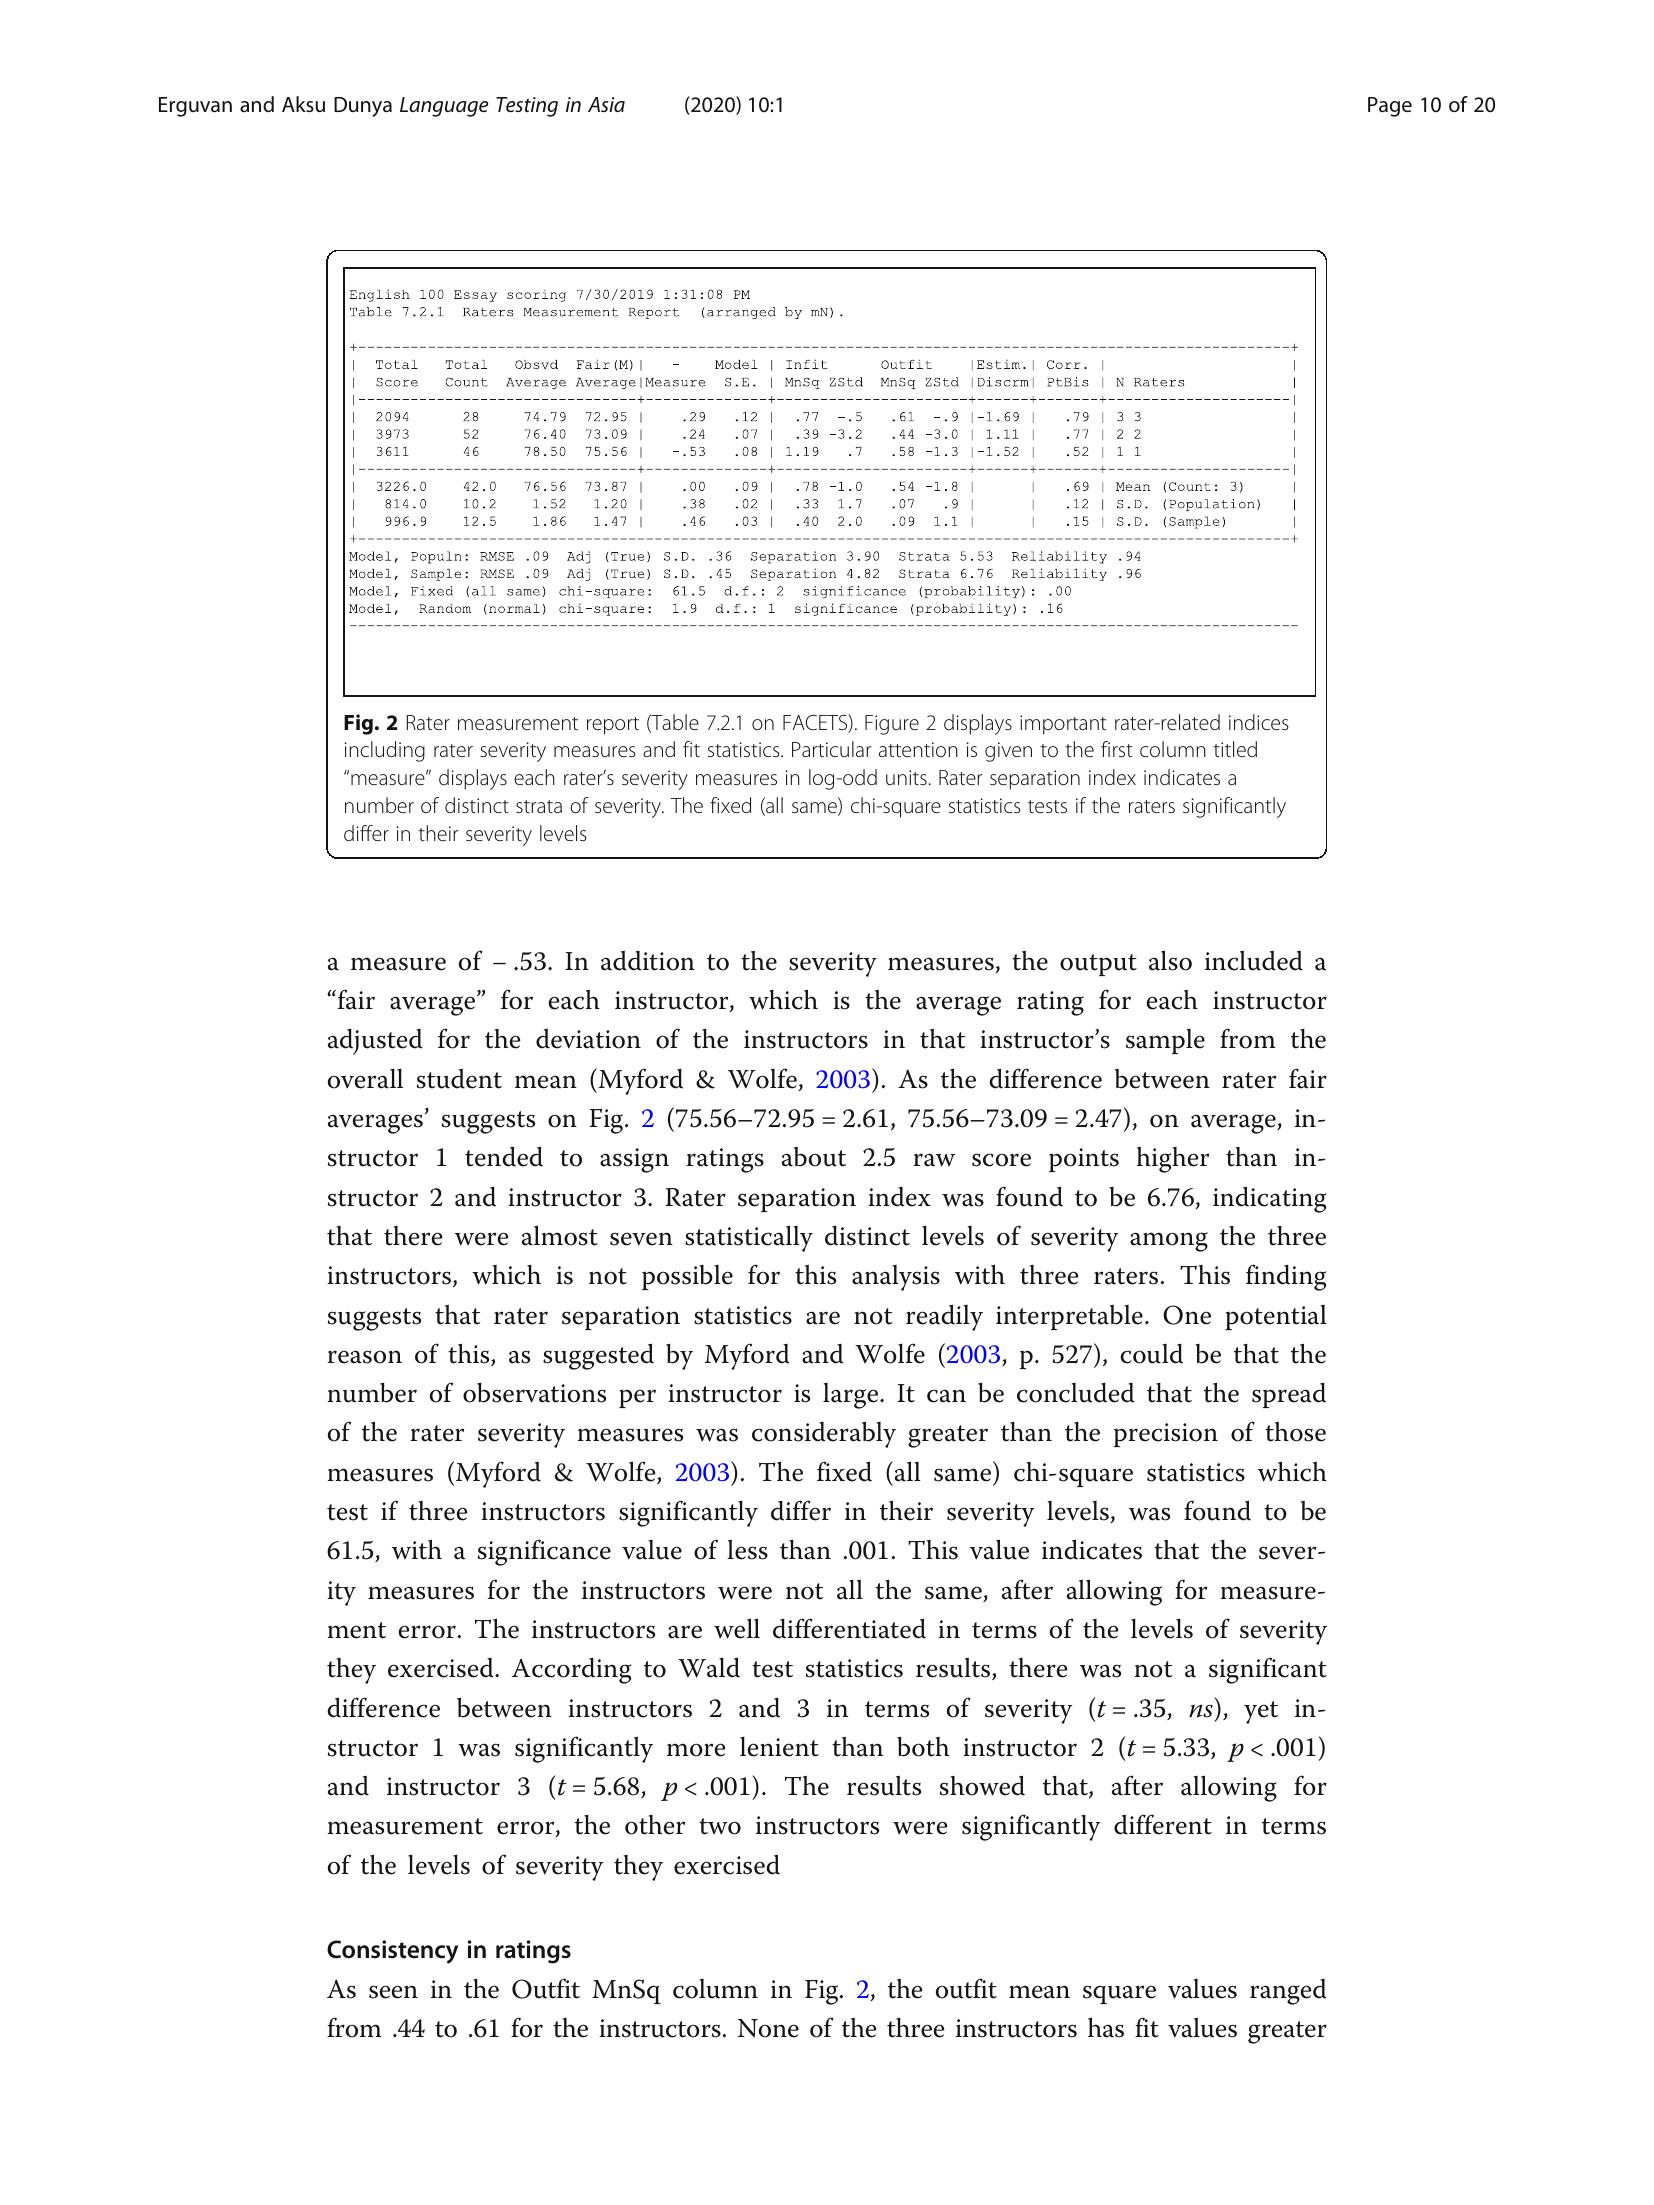 Erguvan and Aksu Dunya Language Testing in Asia (2020) 10:1 Page 10 of 20
English 100 Essay scoring 7/30/2019 1:31:08 PM
Table 7.2.1  Raters Measurement Report  (arranged by mN).
+---------------------------------------------------------------------------------------------------------------+
|  Total   Total   Obsvd  Fair(M)|   -    Model | Infit      Outfit    |Estim.| Corr. |                     |
|  Score   Count  Average Average|Measure  S.E. | MnSq ZStd  MnSq ZStd |Discrm| PtBis | N Raters            |
|--------------------------------+--------------+----------------------+------+-------+---------------------|
|  2094      28     74.79  72.95 |    .29   .12 |  .77  -.5   .61  -.9 |-1.69 |   .79 | 3 3                 |
|  3973      52     76.40  73.09 |    .24   .07 |  .39 -3.2   .44 -3.0 | 1.11 |   .77 | 2 2                 |
|  3611      46     78.50  75.56 |   -.53   .08 | 1.19   .7   .58 -1.3 |-1.52 |   .52 | 1 1                 |
|--------------------------------+--------------+----------------------+------+-------+---------------------|
|  3226.0    42.0   76.56  73.87 |    .00   .09 |  .78 -1.0   .54 -1.8 |      |   .69 | Mean (Count: 3)     |
|   814.0    10.2    1.52   1.20 |    .38   .02 |  .33  1.7   .07   .9 |      |   .12 | S.D. (Population)   |
|   996.9    12.5    1.86   1.47 |    .46   .03 |  .40  2.0   .09  1.1 |      |   .15 | S.D. (Sample)       |
+---------------------------------------------------------------------------------------------------------------+
Model, Populn: RMSE .09  Adj (True) S.D. .36  Separation 3.90  Strata 5.53  Reliability .94
Model, Sample: RMSE .09  Adj (True) S.D. .45  Separation 4.82  Strata 6.76  Reliability .96
Model, Fixed (all same) chi-square:  61.5  d.f.: 2  significance (probability): .00
Model,  Random (normal) chi-square:  1.9  d.f.: 1  significance (probability): .16
---------------------------------------------------------------------------------------------------------------
Fig. 2 Rater measurement report (Table 7.2.1 on FACETS). Figure 2 displays important rater-related indices
including rater severity measures and fit statistics. Particular attention is given to the first column titled
“measure” displays each rater’s severity measures in log-odd units. Rater separation index indicates a
number of distinct strata of severity. The fixed (all same) chi-square statistics tests if the raters significantly
differ in their severity levels
a measure of – .53. In addition to the severity measures, the output also included a
“fair average” for each instructor, which is the average rating for each instructor
adjusted for the deviation of the instructors in that instructor’s sample from the
overall student mean (Myford & Wolfe, 2003). As the difference between rater fair
averages’ suggests on Fig. 2 (75.56–72.95 = 2.61, 75.56–73.09 = 2.47), on average, in-
structor 1 tended to assign ratings about 2.5 raw score points higher than in-
structor 2 and instructor 3. Rater separation index was found to be 6.76, indicating
that there were almost seven statistically distinct levels of severity among the three
instructors, which is not possible for this analysis with three raters. This finding
suggests that rater separation statistics are not readily interpretable. One potential
reason of this, as suggested by Myford and Wolfe (2003, p. 527), could be that the
number of observations per instructor is large. It can be concluded that the spread
of the rater severity measures was considerably greater than the precision of those
measures (Myford & Wolfe, 2003). The fixed (all same) chi-square statistics which
test if three instructors significantly differ in their severity levels, was found to be
61.5, with a significance value of less than .001. This value indicates that the sever-
ity measures for the instructors were not all the same, after allowing for measure-
ment error. The instructors are well differentiated in terms of the levels of severity
they exercised. According to Wald test statistics results, there was not a significant
difference between instructors 2 and 3 in terms of severity (t = .35, ns), yet in-
structor 1 was significantly more lenient than both instructor 2 (t = 5.33, p < .001)
and instructor 3 (t = 5.68, p < .001). The results showed that, after allowing for
measurement error, the other two instructors were significantly different in terms
of the levels of severity they exercised
Consistency in ratings
As seen in the Outfit MnSq column in Fig. 2, the outfit mean square values ranged
from .44 to .61 for the instructors. None of the three instructors has fit values greater